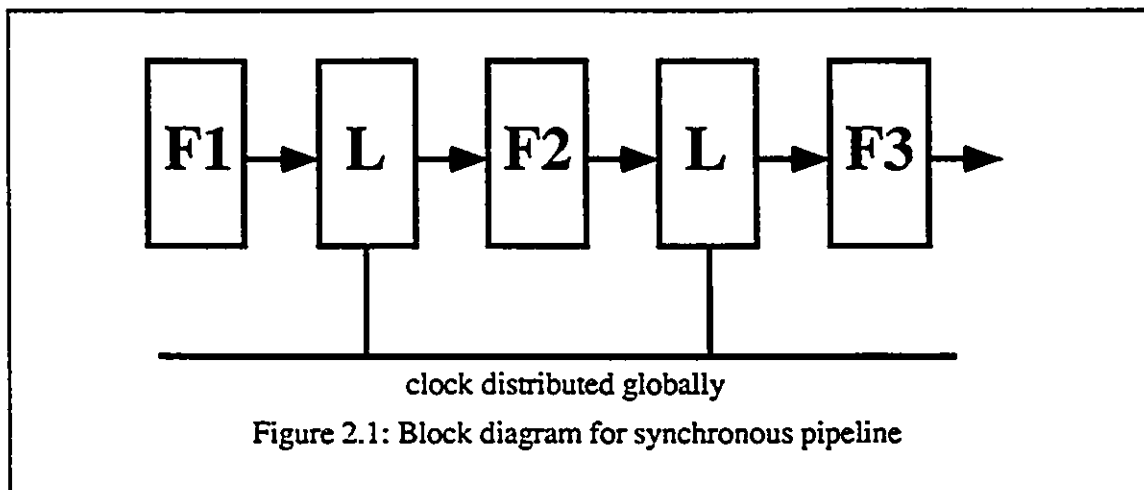 F1 L F2 L F3
clock distributed globally
Figure 2.1: Block diagram for synchronous pipeline